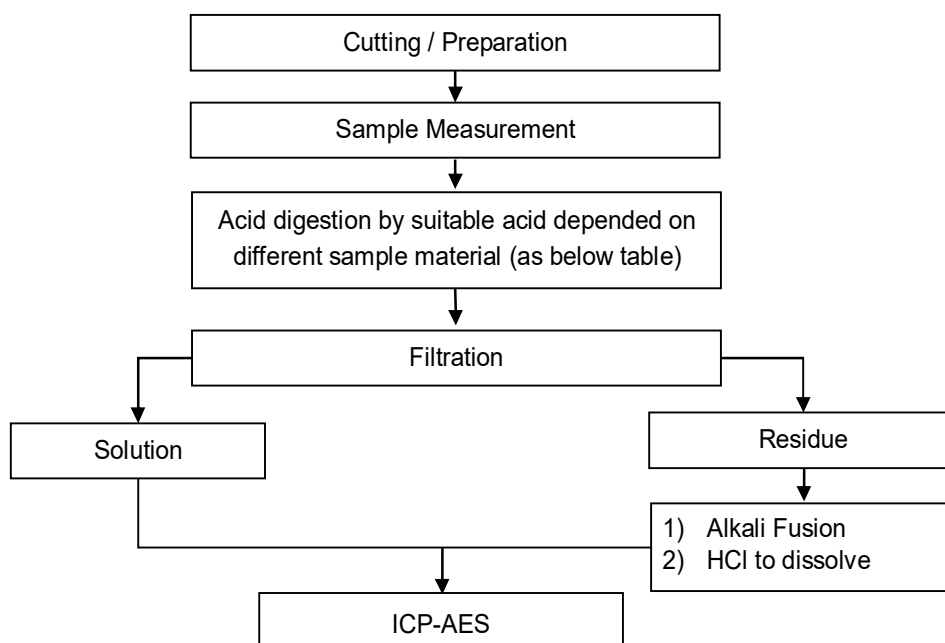 Cutting / Preparation
Sample Measurement
Acid digestion by suitable acid depended on
different sample material (as below table)
Filtration
Solution
Residue
1) Alkali Fusion
2) HCl to dissolve
ICP-AES